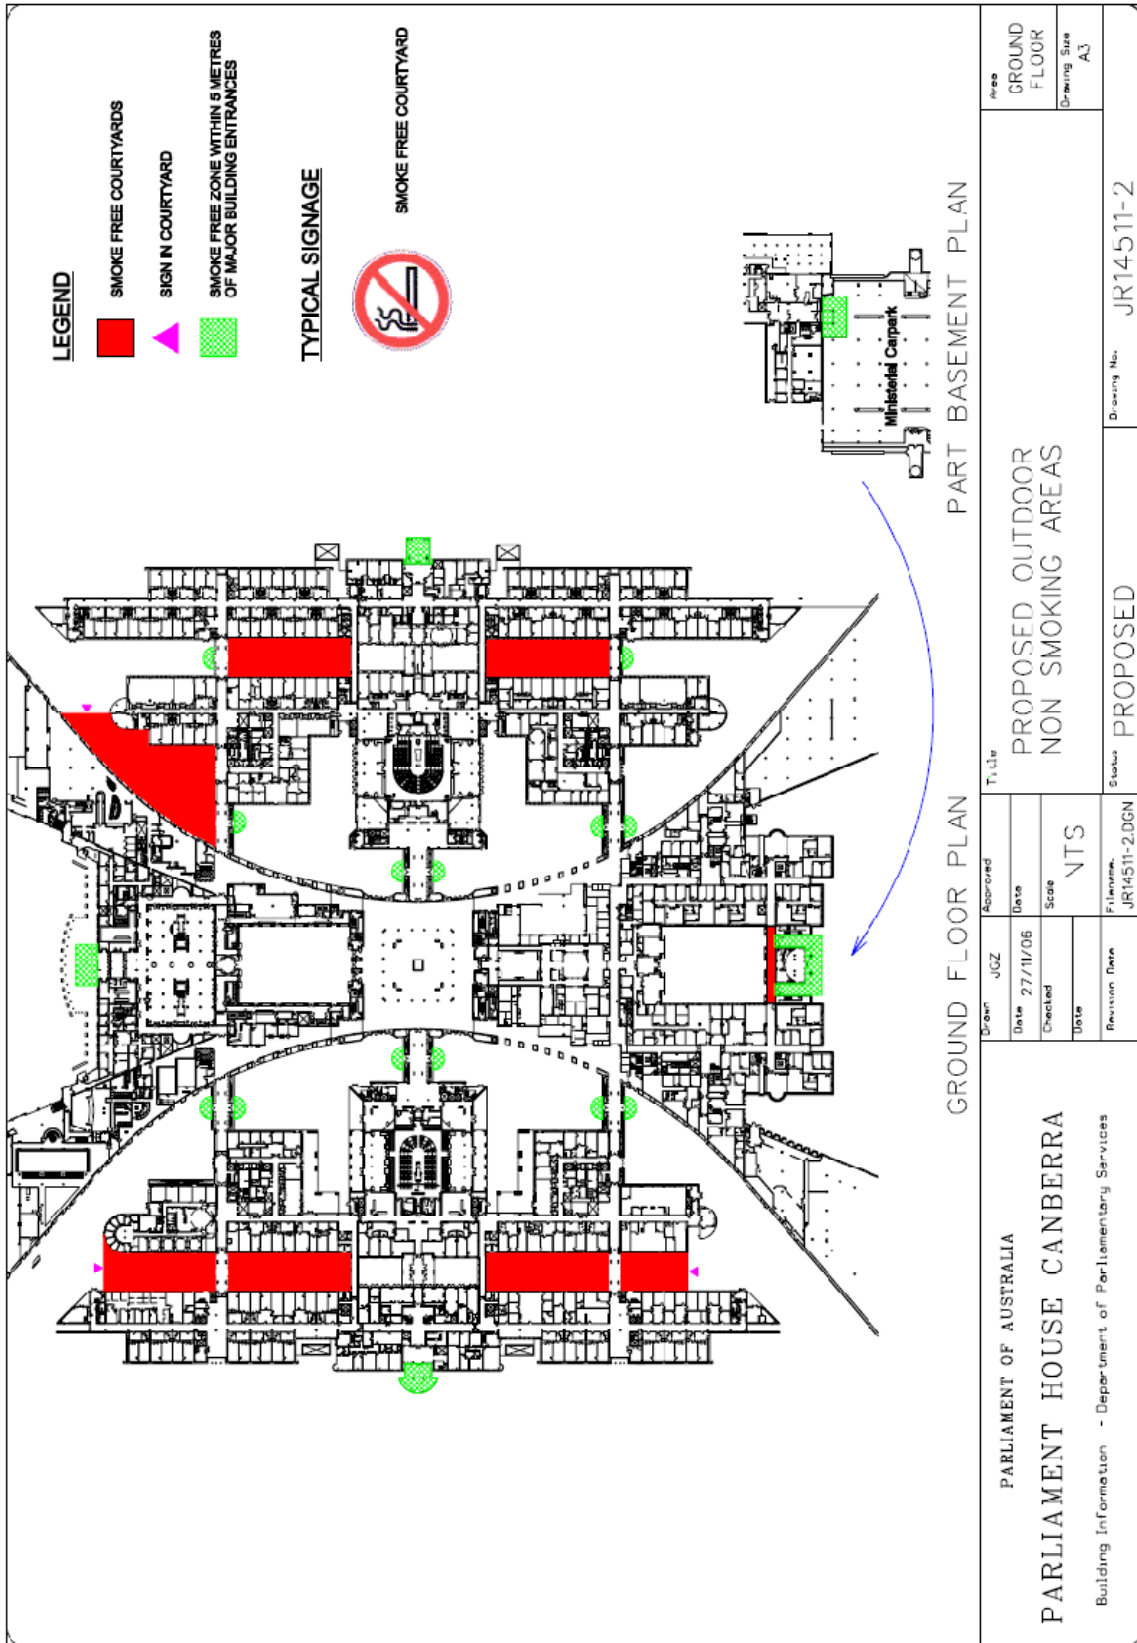 LEGEND
SMOKE FREE COURTYARDS
SIGN IN COURTYARD
SMOKE FREE ZONE WITHIN 5 METRES
OF MAJOR BUILDING ENTRANCES
TYPICAL SIGNAGE
SMOKE FREE COURTYARD
Ministerial Carpark
PART BASEMENT PLAN
GROUND FLOOR PLAN
PARLIAMENT OF AUSTRALIA
PARLIAMENT HOUSE CANBERRA
Building Information - Department of Parliamentary Services
Drawn JGZ
Approved
Date 27/11/06
Date
Checked
Scale NTS
Date
Revision Date
Filename JR14511-2.DGN
Title
PROPOSED OUTDOOR
NON SMOKING AREAS
Status PROPOSED
Drawing No. JR14511-2
Area
GROUND
FLOOR
Drawing Size
A3